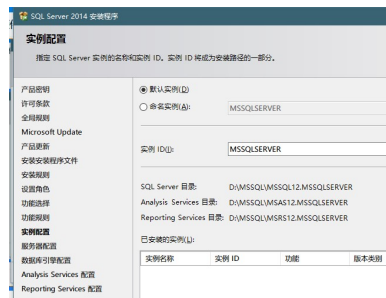 SQL Server 2014 安装程序
实例配置
指定 SQL Server 实例的名称和实例 ID。实例 ID 将成为安装路径的一部分。
产品密钥
许可条款
全局规则
Microsoft Update
产品更新
安装安装程序文件
安装规则
设置角色
功能选择
功能规则
实例配置
服务器配置
数据库引擎配置
Analysis Services 配置
Reporting Services 配置
默认实例(D)
命名实例(A): MSSQLSERVER
实例 ID(I): MSSQLSERVER
SQL Server 目录: D:\MSSQL\MSSQL12.MSSQLSERVER
Analysis Services 目录: D:\MSSQL\MSAS12.MSSQLSERVER
Reporting Services 目录: D:\MSSQL\MSRS12.MSSQLSERVER
已安装的实例(L):
实例名称 实例 ID 功能 版本类别